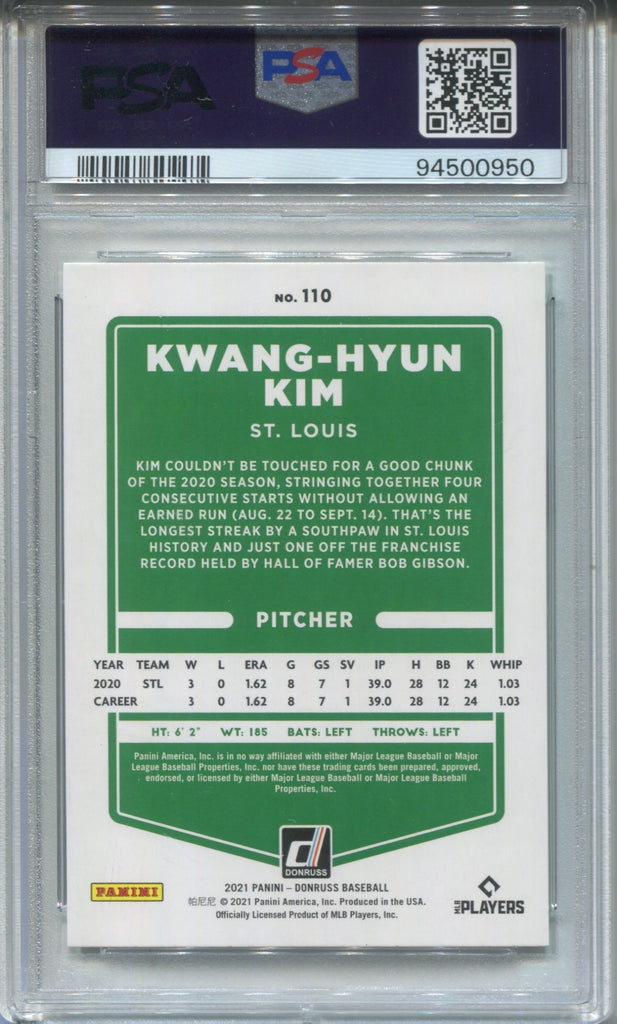 PSA
PSA
94500950
NO. 110
KWANG-HYUN
KIM
ST. LOUIS
KIM COULDN'T BE TOUCHED FOR A GOOD CHUNK
OF THE 2020 SEASON, STRINGING TOGETHER FOUR
CONSECUTIVE STARTS WITHOUT ALLOWING AN
EARNED RUN (AUG. 22 TO SEPT. 14). THAT'S THE
LONGEST STREAK BY A SOUTHPAW IN ST. LOUIS
HISTORY AND JUST ONE OFF THE FRANCHISE
RECORD HELD BY HALL OF FAMER BOB GIBSON.
PITCHER
YEAR TEAM W L ERA G GS SV IP H BB K WHIP
2020 STL 3 0 1.62 8 7 1 39.0 28 12 24 1.03
CAREER 3 0 1.62 8 7 1 39.0 28 12 24 1.03
HT: 6' 2" WT: 185 BATS: LEFT THROWS: LEFT
Panini America, Inc. is in no way affiliated with either Major League Baseball or Major
League Baseball Properties, Inc. nor have these trading cards been prepared, approved,
endorsed, or licensed by either Major League Baseball or Major League Baseball
Properties, Inc.
d
DONRUSS
PANINI
2021 PANINI – DONRUSS BASEBALL
帕尼尼 © 2021 Panini America, Inc. Produced in the USA.
Officially Licensed Product of MLB Players, Inc.
MLB PLAYERS